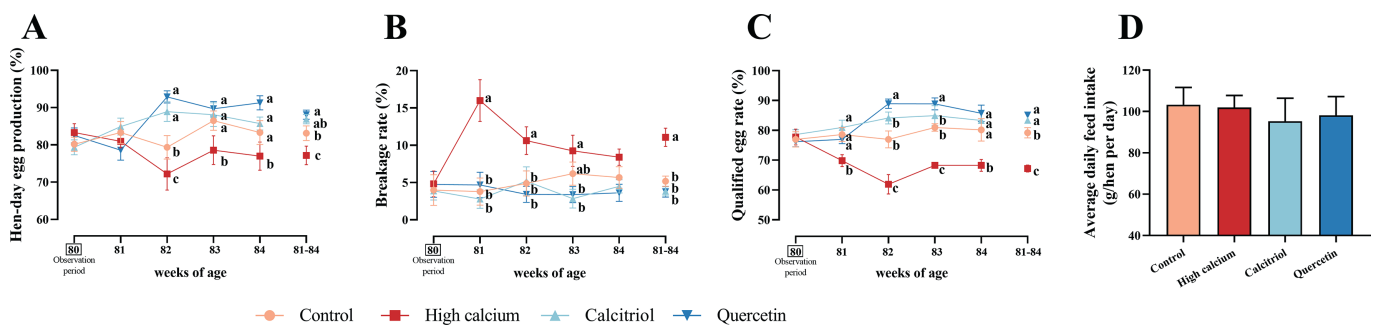 A
Hen-day egg production (%)
100
90
80
70
60
a
a
a
a
b
b
a
a
a
b
a
a
a
b
a
ab
b
c
c
80
81
82
83
84
81-84
Observation
period
weeks of age
B
Breakage rate (%)
20
15
10
5
0
a
b
b
b
a
b
b
b
a
ab
b
b
a
b
b
b
80
81
82
83
84
81-84
Observation
period
weeks of age
C
Qualified egg rate (%)
100
90
80
70
60
50
a
a
a
b
a
b
b
c
a
a
b
c
a
a
a
b
a
a
b
c
80
81
82
83
84
81-84
Observation
period
weeks of age
D
Average daily feed intake
(g/hen per day)
120
100
80
60
40
Control
High calcium
Calcitriol
Quercetin
Control
High calcium
Calcitriol
Quercetin